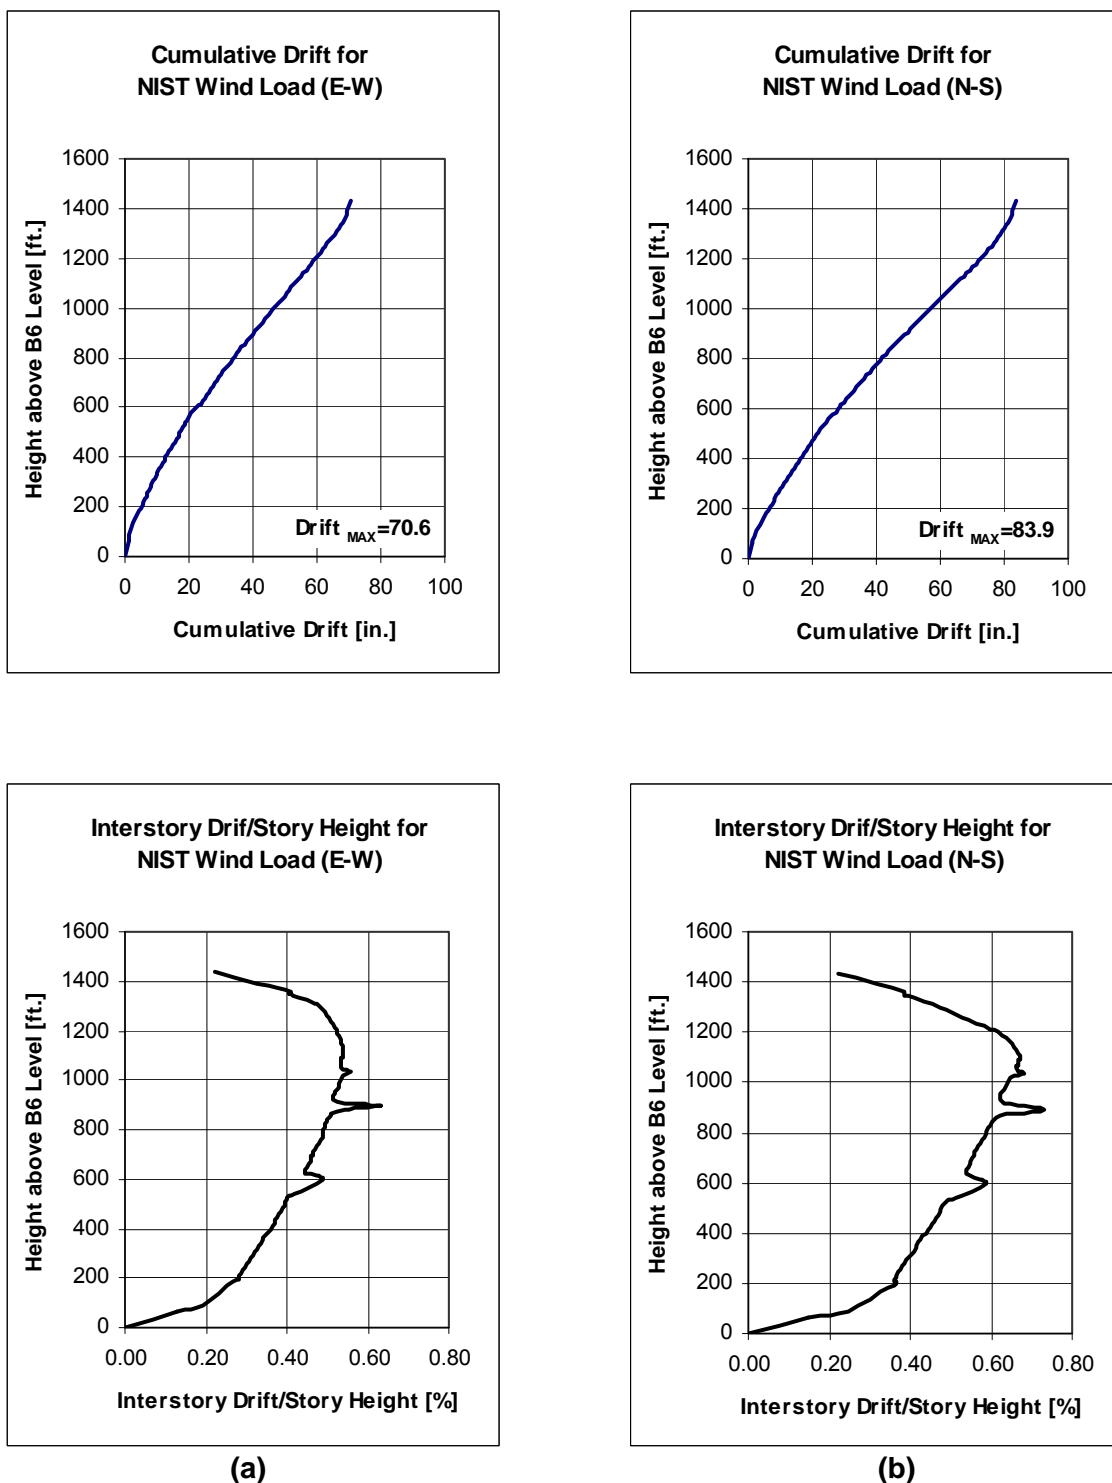 Cumulative Drift for
NIST Wind Load (E-W)
Height above B6 Level [ft.]
1600
1400
1200
1000
800
600
400
200
0
Drift MAX=70.6
0 20 40 60 80 100
Cumulative Drift [in.]
Cumulative Drift for
NIST Wind Load (N-S)
Height above B6 Level [ft.]
1600
1400
1200
1000
800
600
400
200
0
Drift MAX=83.9
0 20 40 60 80 100
Cumulative Drift [in.]
Interstory Drif/Story Height for
NIST Wind Load (E-W)
Height above B6 Level [ft.]
1600
1400
1200
1000
800
600
400
200
0
0.00 0.20 0.40 0.60 0.80
Interstory Drift/Story Height [%]
(a)
Interstory Drif/Story Height for
NIST Wind Load (N-S)
Height above B6 Level [ft.]
1600
1400
1200
1000
800
600
400
200
0
0.00 0.20 0.40 0.60 0.80
Interstory Drift/Story Height [%]
(b)